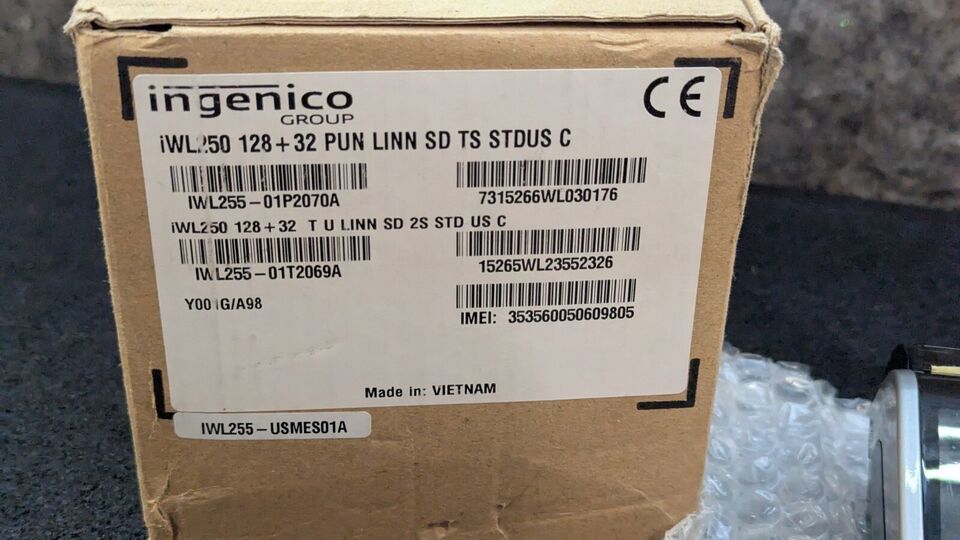 ingenico
GROUP
CE
iWL250 128+32 PUN LINN SD TS STDUS C
IWL255-01P2070A
7315266WL030176
iWL250 128+32 T U LINN SD 2S STD US C
IWL255-01T2069A
15265WL23552326
IMEI: 353560050609805
Made in: VIETNAM
IWL255-USMES01A